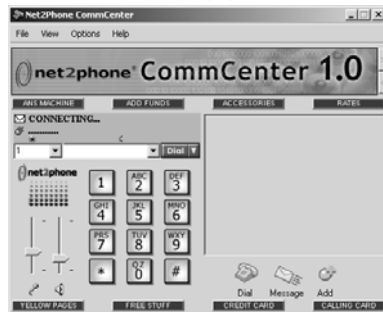 Net2Phone CommCenter
File View Options Help
net2phone® CommCenter 1.0
ANS MACHINE ADD FUNDS ACCESSORIES RATES
CONNECTING...
1 Dial
net2phone
1 ABC 2 DEF 3
GHI 4 JKL 5 MNO 6
PRS 7 TUV 8 WXY 9
* QZ 0 #
Dial Message Add
YELLOW PAGES FREE STUFF CREDIT CARD CALLING CARD